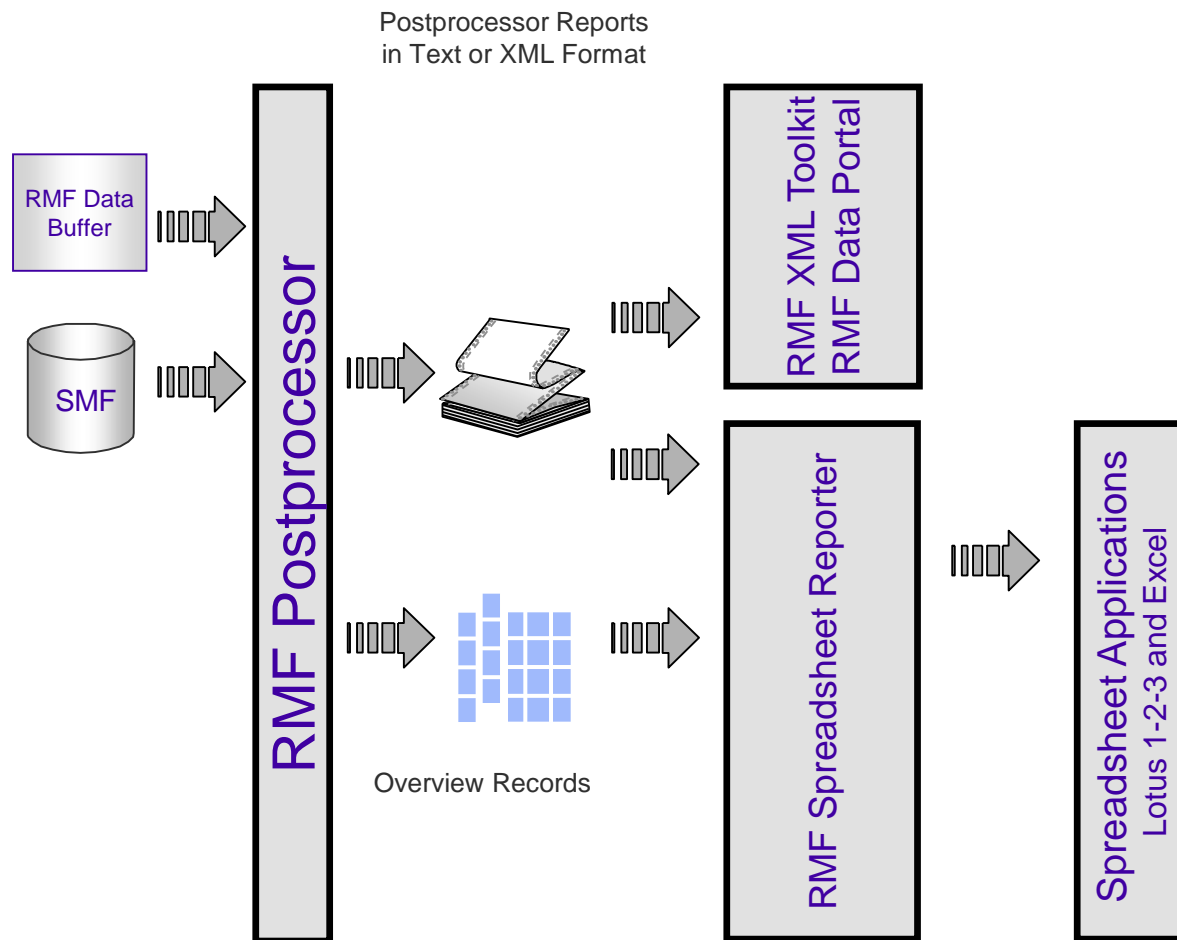 Postprocessor Reports
in Text or XML Format
RMF Data
Buffer
SMF
RMF Postprocessor
Overview Records
RMF XML Toolkit
RMF Data Portal
RMF Spreadsheet Reporter
Spreadsheet Applications
Lotus 1-2-3 and Excel